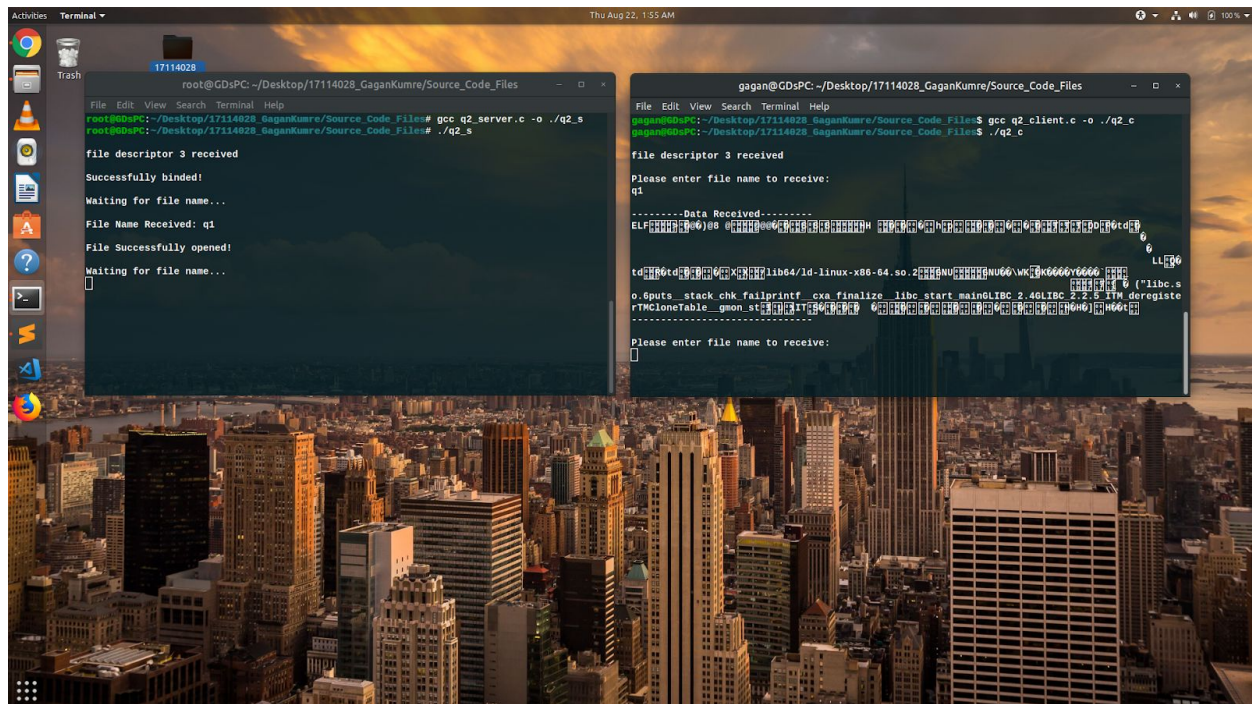 Activities Terminal Thu Aug 22, 1:55 AM 100 %
Trash
17114028
root@GDsPC: ~/Desktop/17114028_GaganKumre/Source_Code_Files
File Edit View Search Terminal Help
root@GDsPC:~/Desktop/17114028_GaganKumre/Source_Code_Files# gcc q2_server.c -o ./q2_s
root@GDsPC:~/Desktop/17114028_GaganKumre/Source_Code_Files# ./q2_s
file descriptor 3 received
Successfully binded!
Waiting for file name...
File Name Received: q1
File Successfully opened!
Waiting for file name...
gagan@GDsPC: ~/Desktop/17114028_GaganKumre/Source_Code_Files
File Edit View Search Terminal Help
gagan@GDsPC:~/Desktop/17114028_GaganKumre/Source_Code_Files$ gcc q2_client.c -o ./q2_c
gagan@GDsPC:~/Desktop/17114028_GaganKumre/Source_Code_Files$ ./q2_c
file descriptor 3 received
Please enter file name to receive:
q1
---------Data Received---------
ELF
td lib64/ld-linux-x86-64.so.2
("libc.s
o.6puts__stack_chk_failprintf__cxa_finalize__libc_start_mainGLIBC_2.4GLIBC_2.2.5_ITM_deregiste
rTMCloneTable__gmon_st
-------------------------------
Please enter file name to receive: